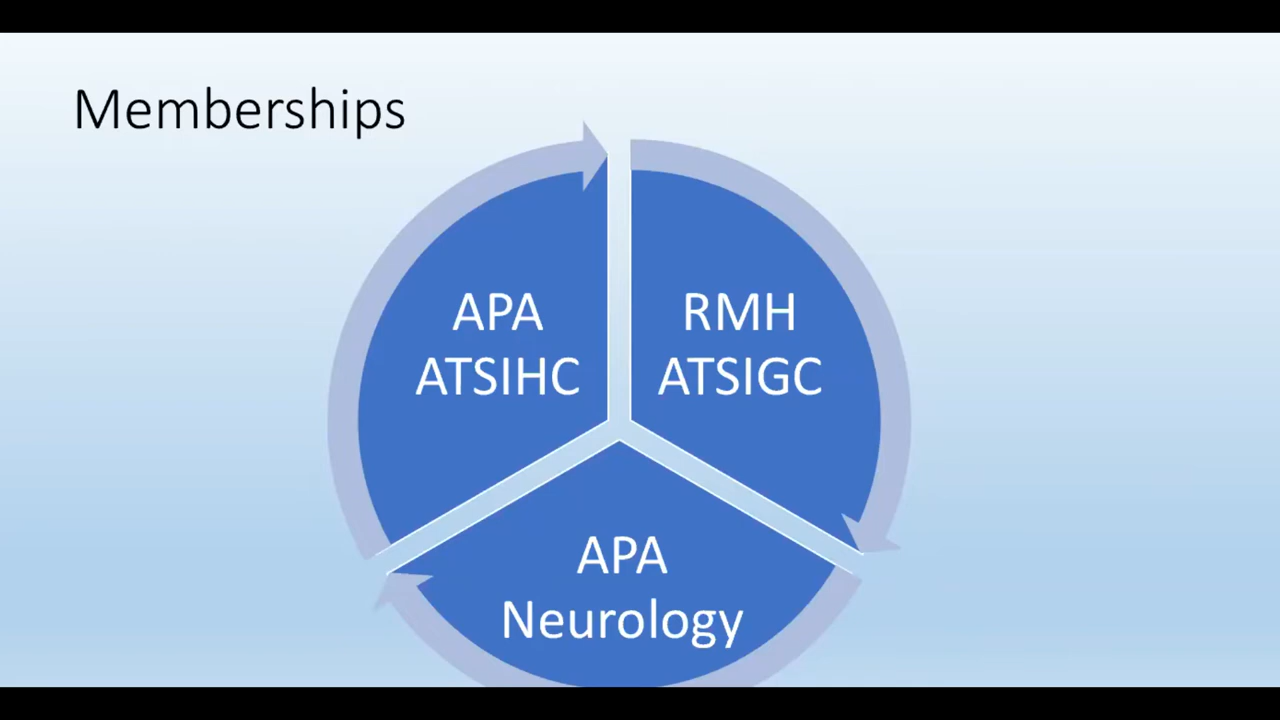 Memberships
APA
ATSIHC
RMH
ATSIGC
APA
Neurology